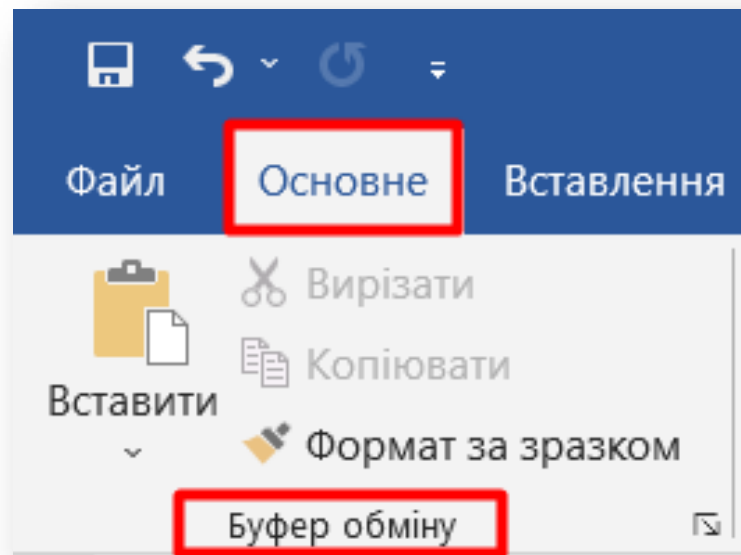 Файл Основне Вставлення
Вирізати
Копіювати
Вставити
Формат за зразком
Буфер обміну